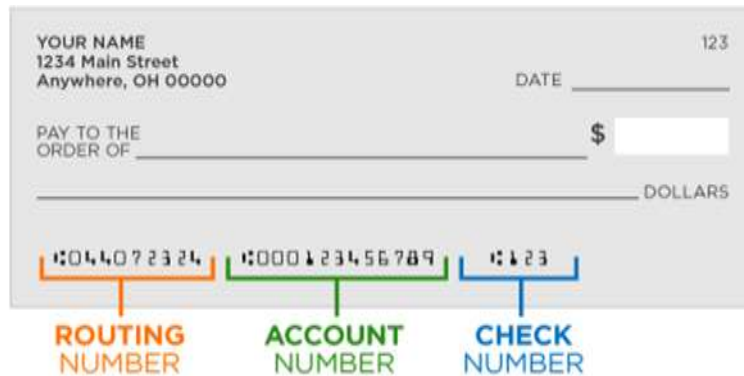 YOUR NAME 123
1234 Main Street
Anywhere, OH 00000
DATE
PAY TO THE
ORDER OF $
DOLLARS
⑆044072324 ⑆000123456789 ⑆123
ROUTING NUMBER
ACCOUNT NUMBER
CHECK NUMBER